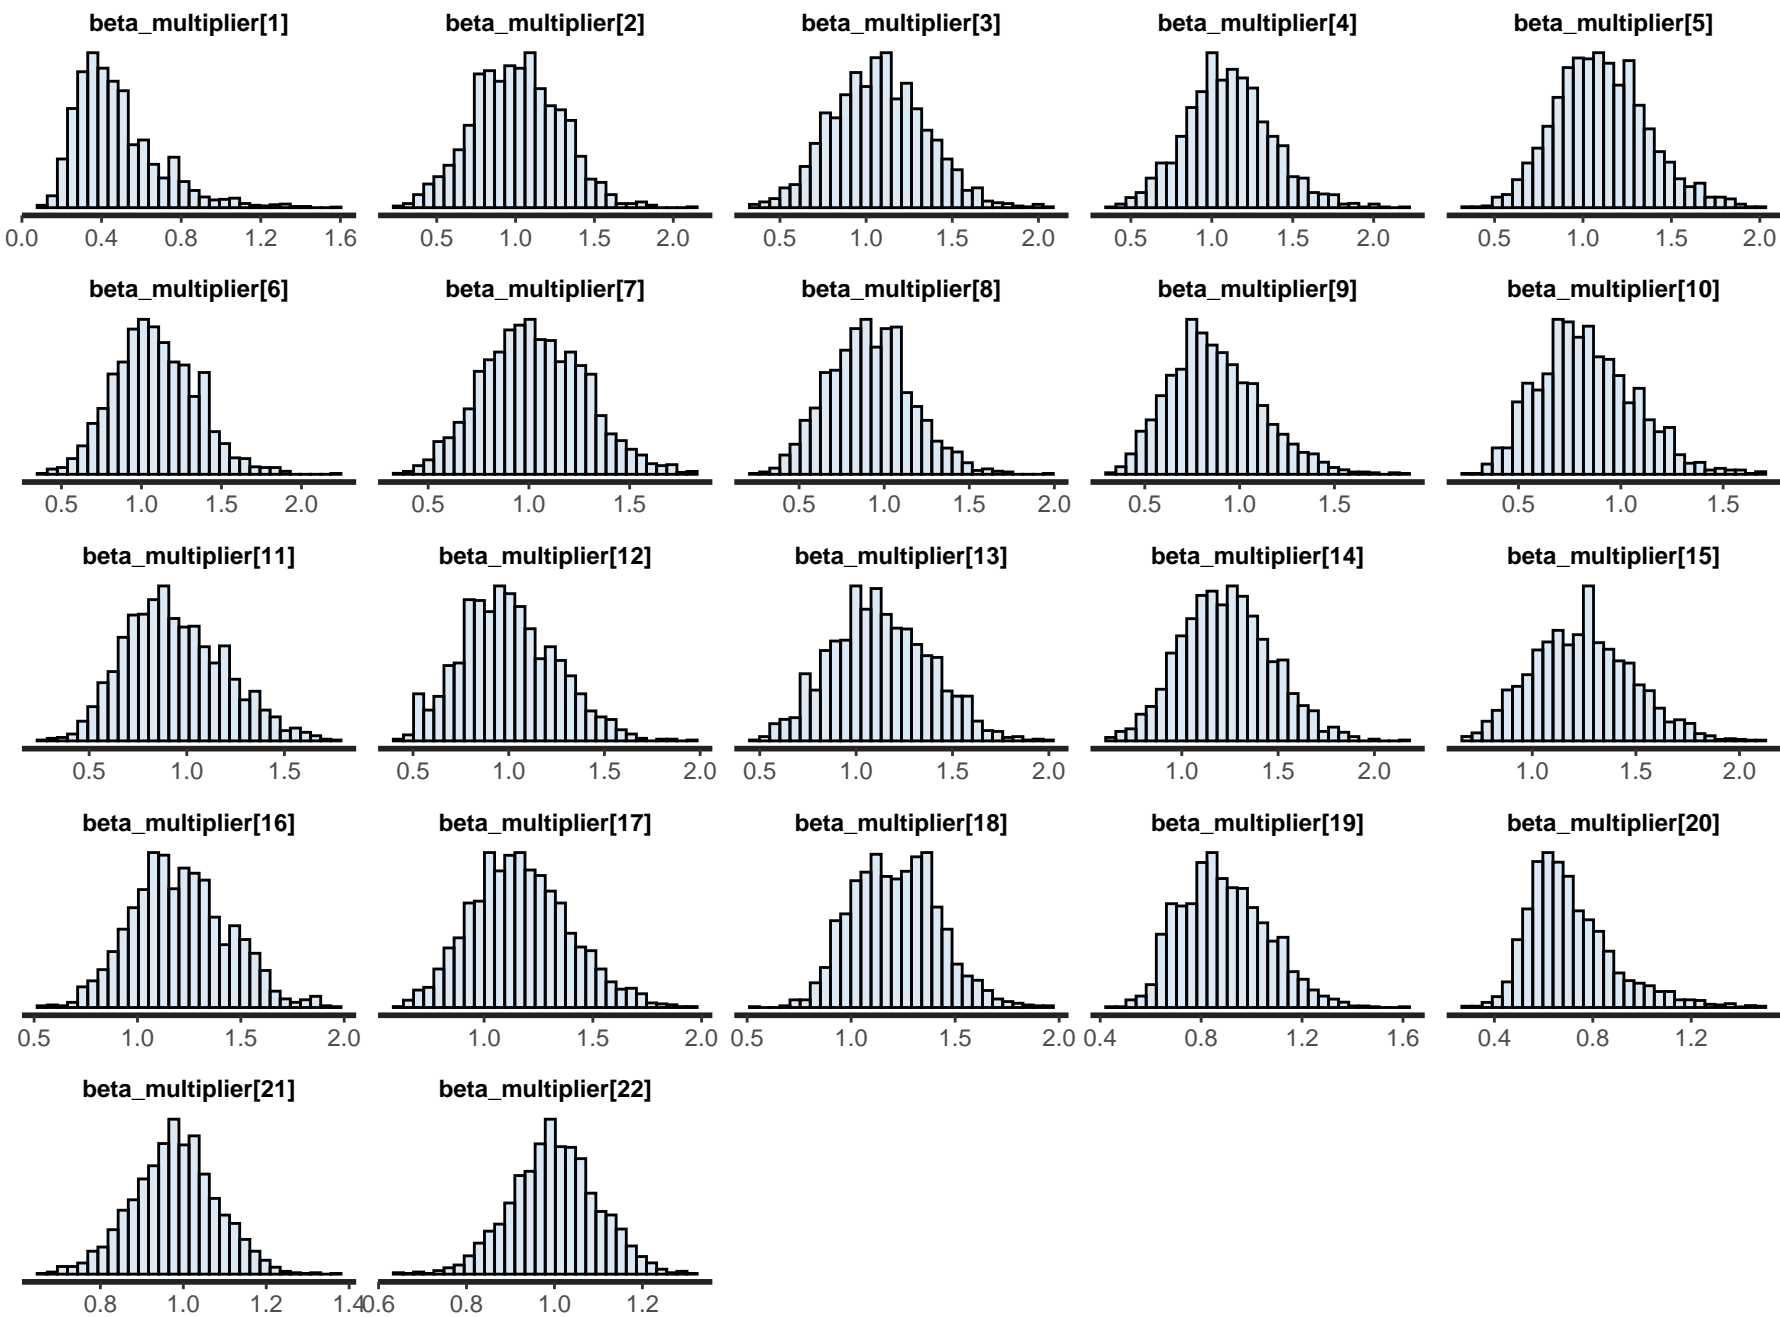 beta_multiplier[1] beta_multiplier[2] beta_multiplier[3] beta_multiplier[4] beta_multiplier[5]
0.0 0.4 0.8 1.2 1.6 0.5 1.0 1.5 2.0 0.5 1.0 1.5 2.0 0.5 1.0 1.5 2.0 0.5 1.0 1.5 2.0
beta_multiplier[6] beta_multiplier[7] beta_multiplier[8] beta_multiplier[9] beta_multiplier[10]
0.5 1.0 1.5 2.0 0.5 1.0 1.5 0.5 1.0 1.5 2.0 0.5 1.0 1.5 0.5 1.0 1.5
beta_multiplier[11] beta_multiplier[12] beta_multiplier[13] beta_multiplier[14] beta_multiplier[15]
0.5 1.0 1.5 0.5 1.0 1.5 2.0 0.5 1.0 1.5 2.0 1.0 1.5 2.0 1.0 1.5 2.0
beta_multiplier[16] beta_multiplier[17] beta_multiplier[18] beta_multiplier[19] beta_multiplier[20]
0.5 1.0 1.5 2.0 1.0 1.5 2.0 0.5 1.0 1.5 2.0 0.4 0.8 1.2 1.6 0.4 0.8 1.2
beta_multiplier[21] beta_multiplier[22]
0.8 1.0 1.2 1.4 0.6 0.8 1.0 1.2